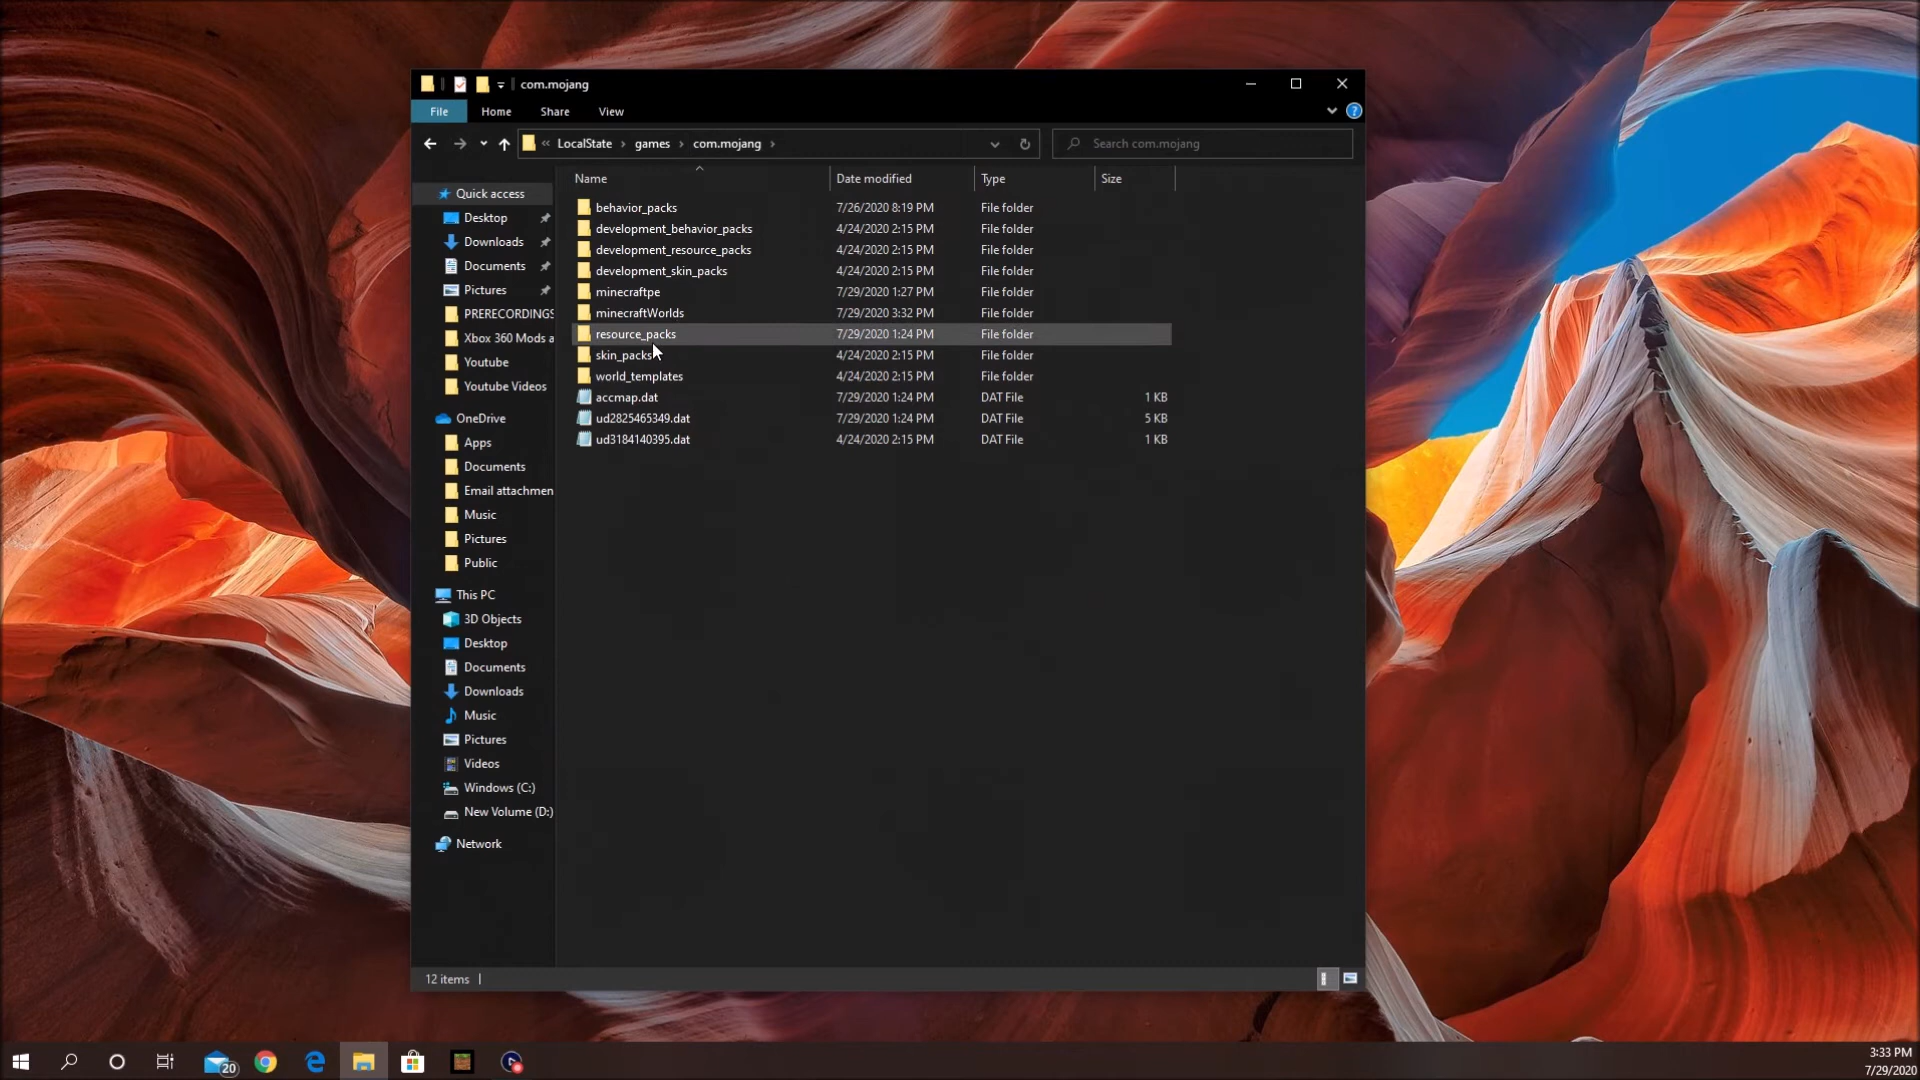 com.mojang
File Home Share View
« LocalState › games › com.mojang ›
Search com.mojang
Name Date modified Type Size
Quick access
Desktop
Downloads
Documents
Pictures
PRERECORDINGS
Xbox 360 Mods a
Youtube
Youtube Videos
OneDrive
Apps
Documents
Email attachmen
Music
Pictures
Public
This PC
3D Objects
Desktop
Documents
Downloads
Music
Pictures
Videos
Windows (C:)
New Volume (D:)
Network
behavior_packs 7/26/2020 8:19 PM File folder
development_behavior_packs 4/24/2020 2:15 PM File folder
development_resource_packs 4/24/2020 2:15 PM File folder
development_skin_packs 4/24/2020 2:15 PM File folder
minecraftpe 7/29/2020 1:27 PM File folder
minecraftWorlds 7/29/2020 3:32 PM File folder
resource_packs 7/29/2020 1:24 PM File folder
skin_packs 4/24/2020 2:15 PM File folder
world_templates 4/24/2020 2:15 PM File folder
accmap.dat 7/29/2020 1:24 PM DAT File 1 KB
ud2825465349.dat 7/29/2020 1:24 PM DAT File 5 KB
ud3184140395.dat 4/24/2020 2:15 PM DAT File 1 KB
12 items
20
3:33 PM
7/29/2020